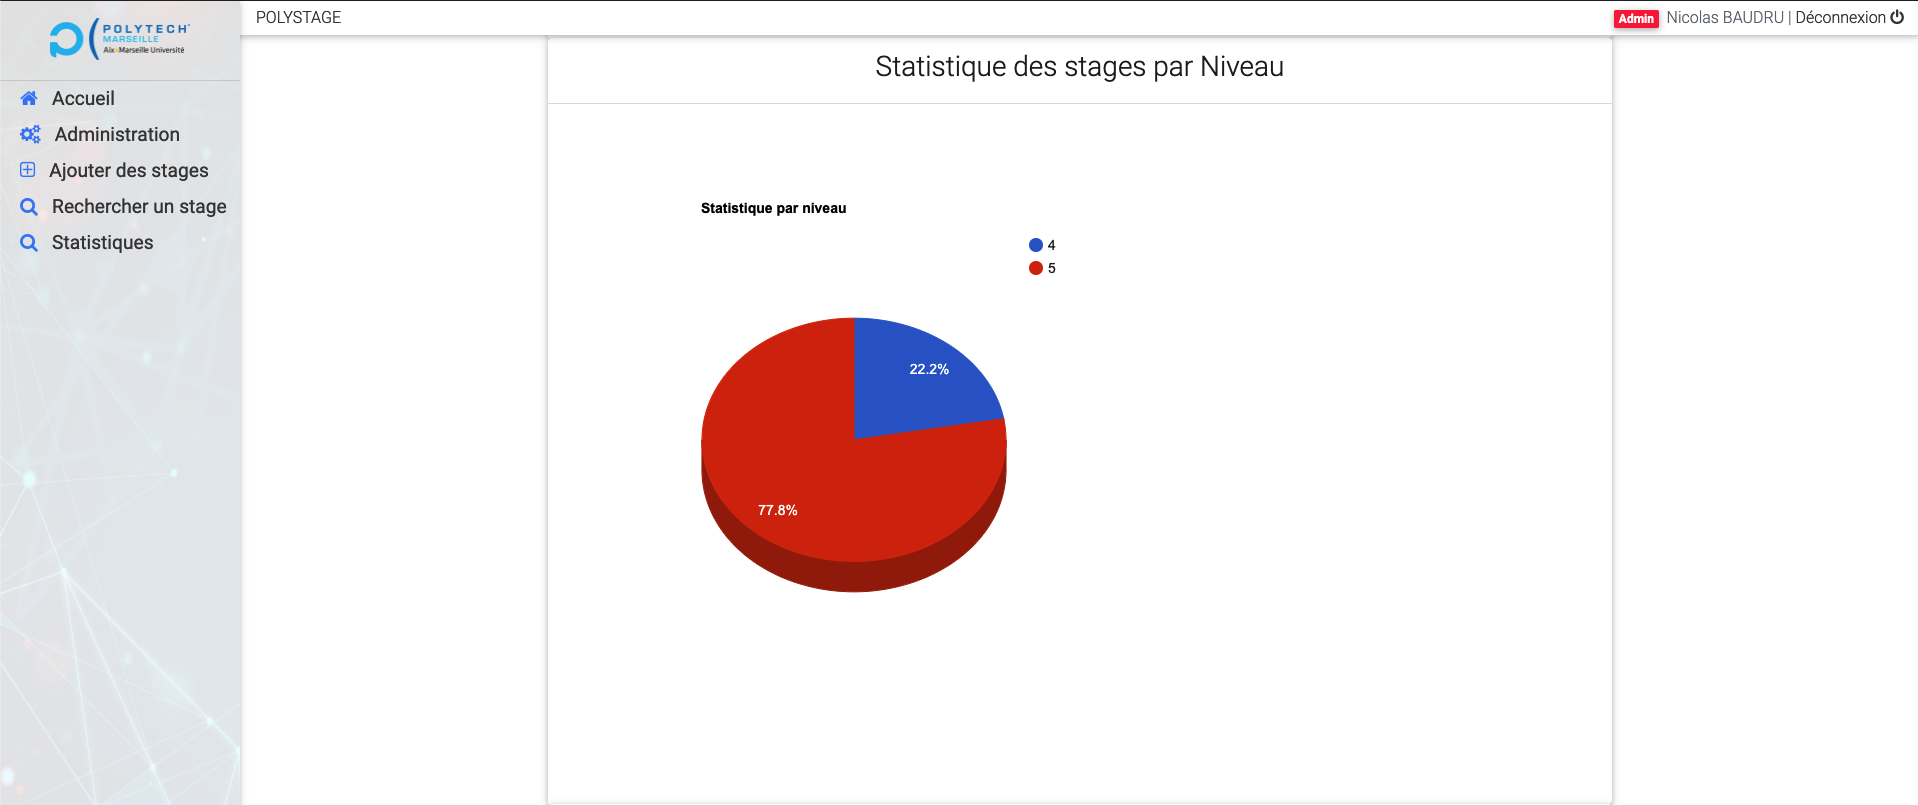 POLYTECH
MARSEILLE
Aix*Marseille Université
Accueil
Administration
Ajouter des stages
Rechercher un stage
Statistiques
POLYSTAGE
Admin Nicolas BAUDRU | Déconnexion
Statistique des stages par Niveau
Statistique par niveau
4
5
22.2%
77.8%